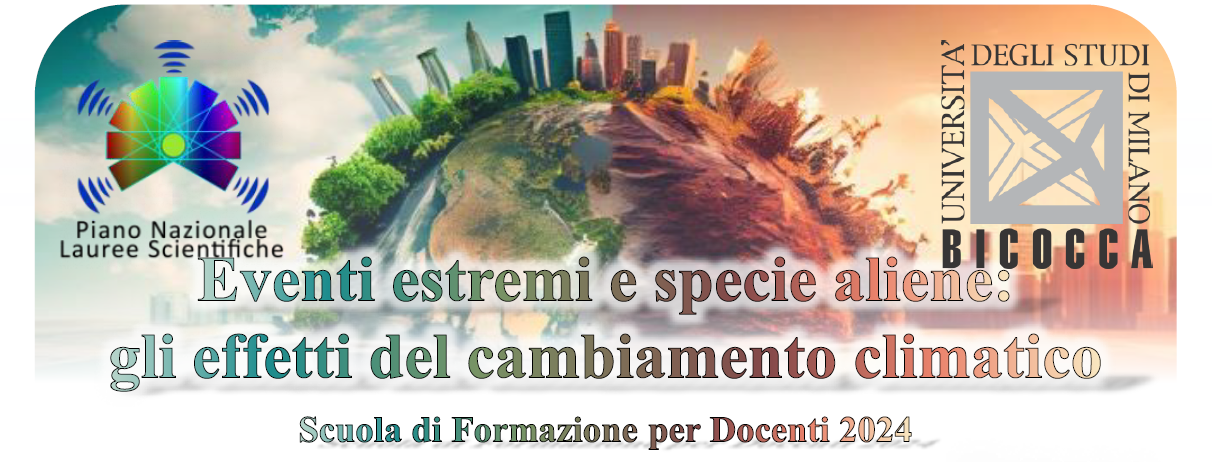 Piano Nazionale
Lauree Scientifiche
UNIVERSITA' DEGLI STUDI DI MILANO
BICOCCA
Eventi estremi e specie aliene:
gli effetti del cambiamento climatico
Scuola di Formazione per Docenti 2024